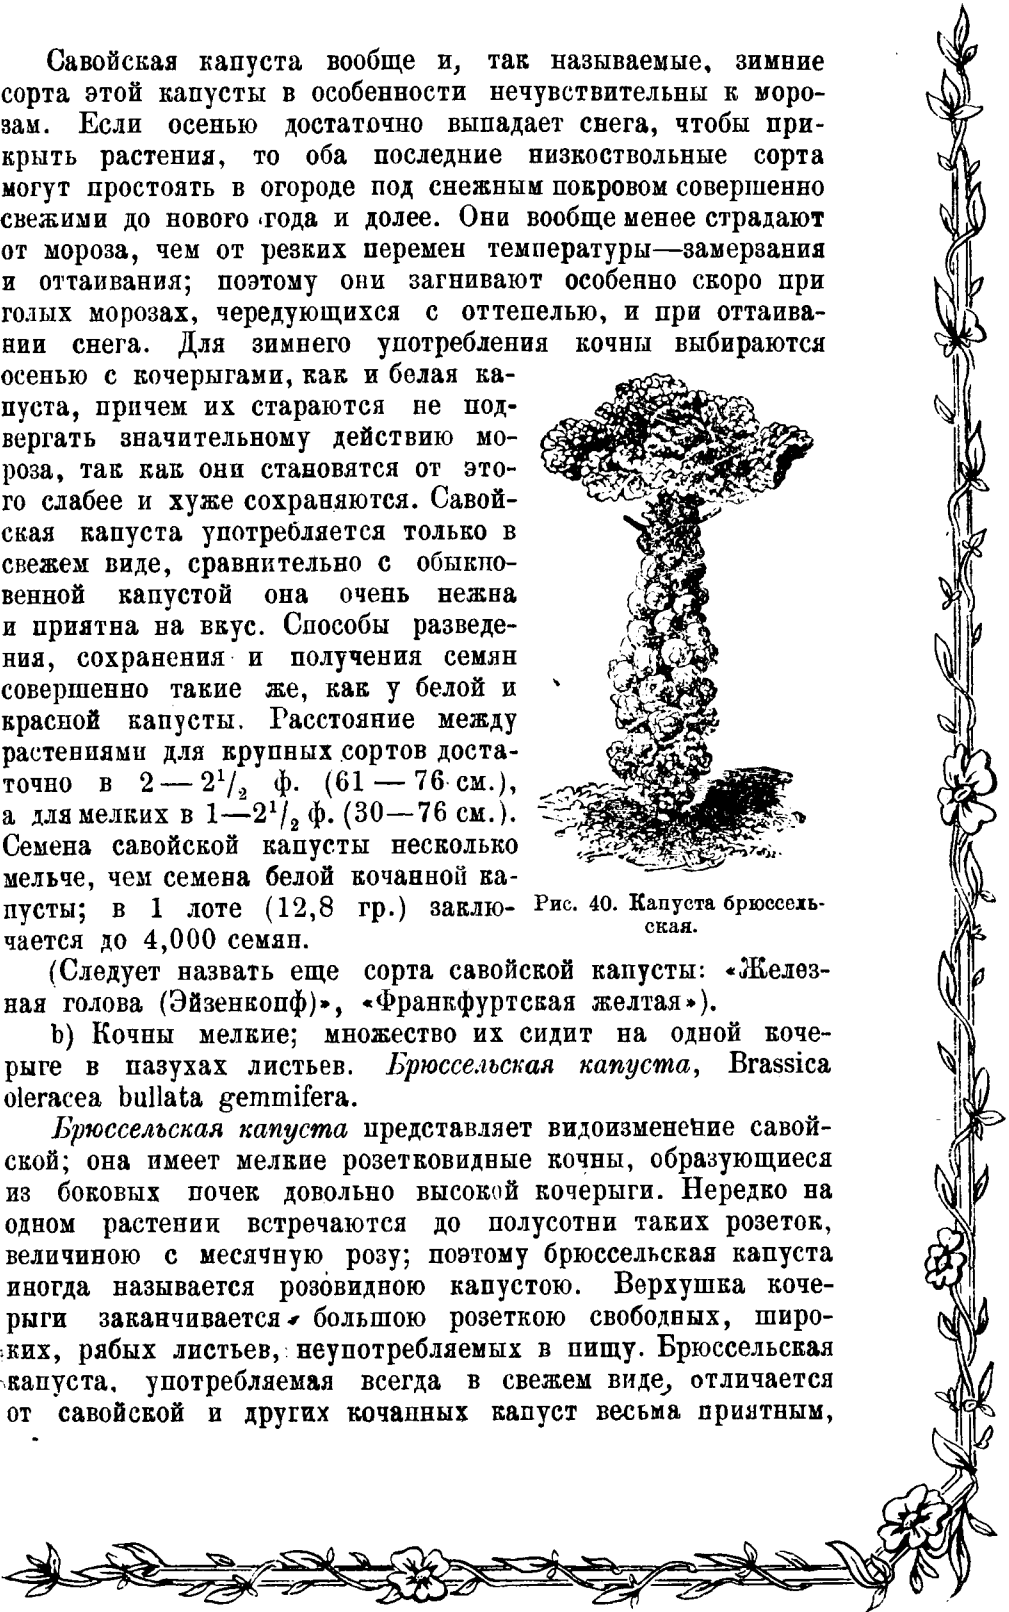 Савойская капуста вообще и, так называемые, зимние
сорта этой капусты в особенности нечувствительны к моро-
зам. Если осенью достаточно выпадает снега, чтобы при-
крыть растения, то оба последние низкоствольные сорта
могут простоять в огороде под снежным покровом совершенно
свежими до нового года и долее. Они вообще менее страдают
от мороза, чем от резких перемен температуры—замерзания
и оттаивания; поэтому они загнивают особенно скоро при
голых морозах, чередующихся с оттепелью, и при оттаива-
нии снега. Для зимнего употребления кочны выбираются
осенью с кочерыгами, как и белая ка-
пуста, причем их стараются не под-
вергать значительному действию мо-
роза, так как они становятся от это-
го слабее и хуже сохраняются. Савой-
ская капуста употребляется только в
свежем виде, сравнительно с обыкно-
венной капустой она очень нежна
и приятна на вкус. Способы разведе-
ния, сохранения и получения семян
совершенно такие же, как у белой и
красной капусты. Расстояние между
растениями для крупных сортов доста-
точно в 2 — 2¹/₂ ф. (61 — 76 см.),
а для мелких в 1—2¹/₂ ф. (30—76 см.).
Семена савойской капусты несколько
мельче, чем семена белой кочанной ка-
пусты; в 1 лоте (12,8 гр.) заклю-
чается до 4,000 семян.
Рис. 40. Капуста брюссель-
ская.
(Следует назвать еще сорта савойской капусты: «Желез-
ная голова (Эйзенкопф)», «Франкфуртская желтая»).
b) Кочны мелкие; множество их сидит на одной коче-
рыге в пазухах листьев. Брюссельская капуста, Brassica
oleracea bullata gemmifera.
Брюссельская капуста представляет видоизменение савой-
ской; она имеет мелкие розетковидные кочны, образующиеся
из боковых почек довольно высокой кочерыги. Нередко на
одном растении встречаются до полусотни таких розеток,
величиною с месячную розу; поэтому брюссельская капуста
иногда называется розовидною капустою. Верхушка коче-
рыги заканчивается большою розеткою свободных, широ-
ких, рябых листьев, неупотребляемых в пищу. Брюссельская
капуста, употребляемая всегда в свежем виде, отличается
от савойской и других кочанных капуст весьма приятным,